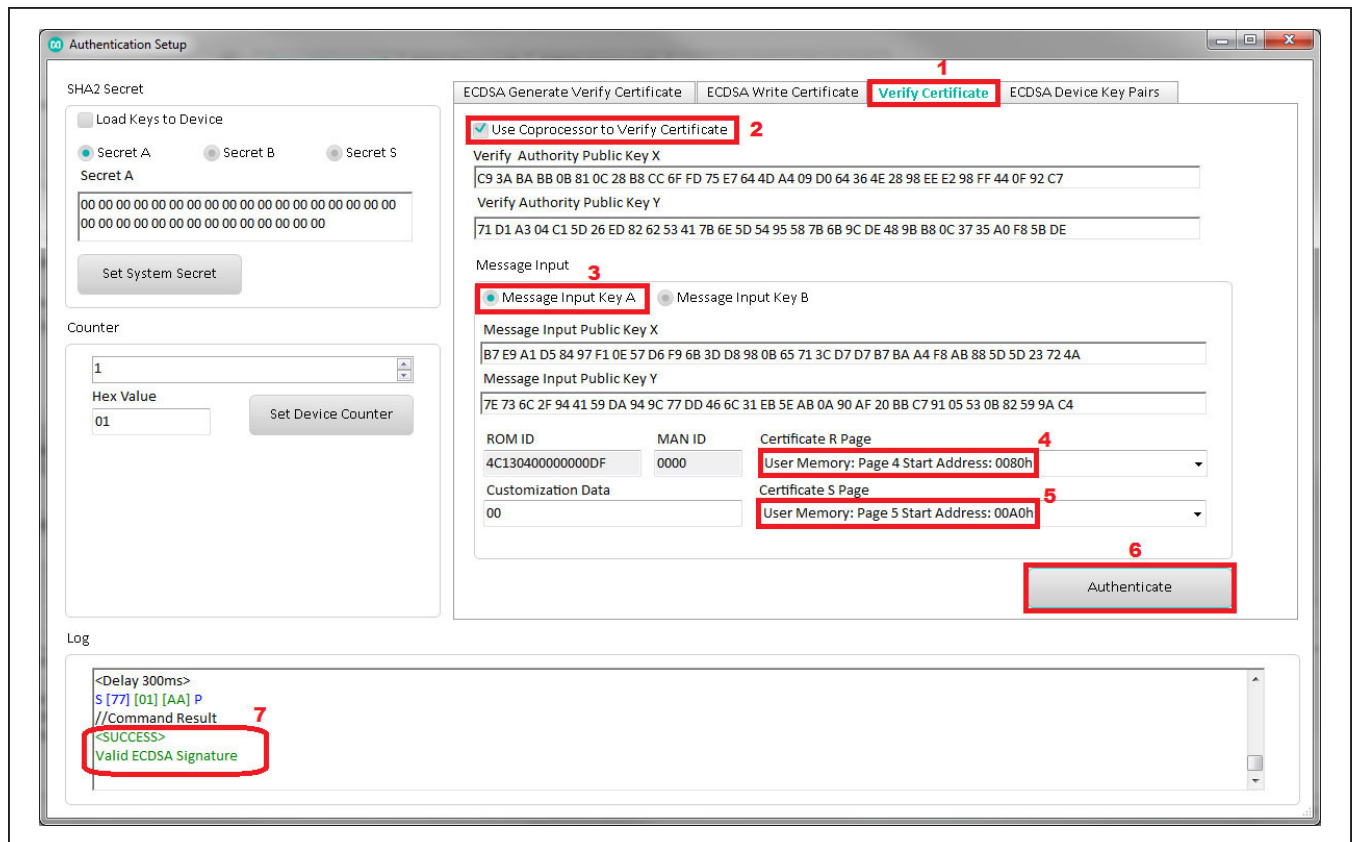 Authentication Setup
SHA2 Secret
Load Keys to Device
Secret A Secret B Secret S
Secret A
00 00 00 00 00 00 00 00 00 00 00 00 00 00 00 00 00 00
00 00 00 00 00 00 00 00 00 00 00 00 00 00
Set System Secret
Counter
1
Hex Value
01
Set Device Counter
1
ECDSA Generate Verify Certificate ECDSA Write Certificate Verify Certificate ECDSA Device Key Pairs
Use Coprocessor to Verify Certificate 2
Verify Authority Public Key X
C9 3A BA BB 0B 81 0C 28 B8 CC 6F FD 75 E7 64 4D A4 09 D0 64 36 4E 28 98 EE E2 98 FF 44 0F 92 C7
Verify Authority Public Key Y
71 D1 A3 04 C1 5D 26 ED 82 62 53 41 7B 6E 5D 54 95 58 7B 6B 9C DE 48 9B B8 0C 37 35 A0 F8 5B DE
Message Input
3
Message Input Key A Message Input Key B
Message Input Public Key X
B7 E9 A1 D5 84 97 F1 0E 57 D6 F9 6B 3D D8 98 0B 65 71 3C D7 D7 B7 BA A4 F8 AB 88 5D 5D 23 72 4A
Message Input Public Key Y
7E 73 6C 2F 94 41 59 DA 94 9C 77 DD 46 6C 31 EB 5E AB 0A 90 AF 20 BB C7 91 05 53 0B 82 59 9A C4
ROM ID MAN ID Certificate R Page 4
4C130400000000DF 0000 User Memory: Page 4 Start Address: 0080h
Customization Data Certificate S Page 5
00 User Memory: Page 5 Start Address: 00A0h
6
Authenticate
Log
<Delay 300ms>
S [77] [01] [AA] P
//Command Result
7
<SUCCESS>
Valid ECDSA Signature